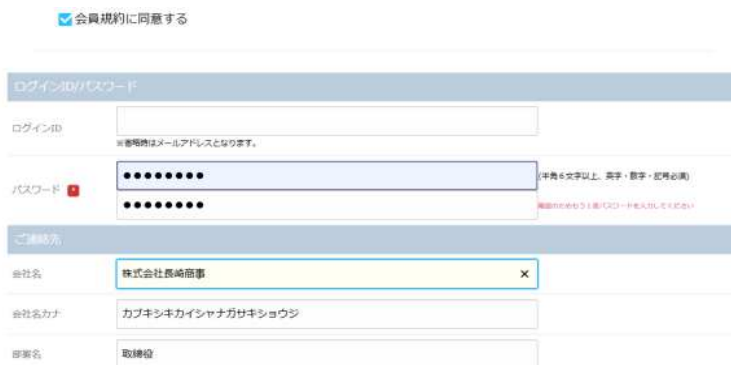 会員規約に同意する
ログインID/パスワード
ログインID
※省略時はメールアドレスとなります。
パスワード * ●●●●●●●● (半角6文字以上、英字・数字・記号必須)
●●●●●●●● 確認のためもう1度パスワードを入力してください
ご連絡先
会社名 株式会社長崎商事 ×
会社名カナ カブキシキカイシャナガサキショウジ
部署名 取締役